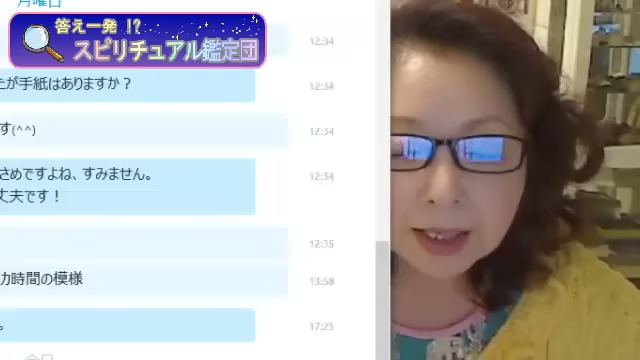 月曜日
答え一発 !?
スピリチュアル鑑定団
12:34
が手紙はありますか？
12:34
す(^^)
12:34
さめですよね、すみません。
12:34
丈夫です！
12:35
カ時間の模様
13:58
17:25